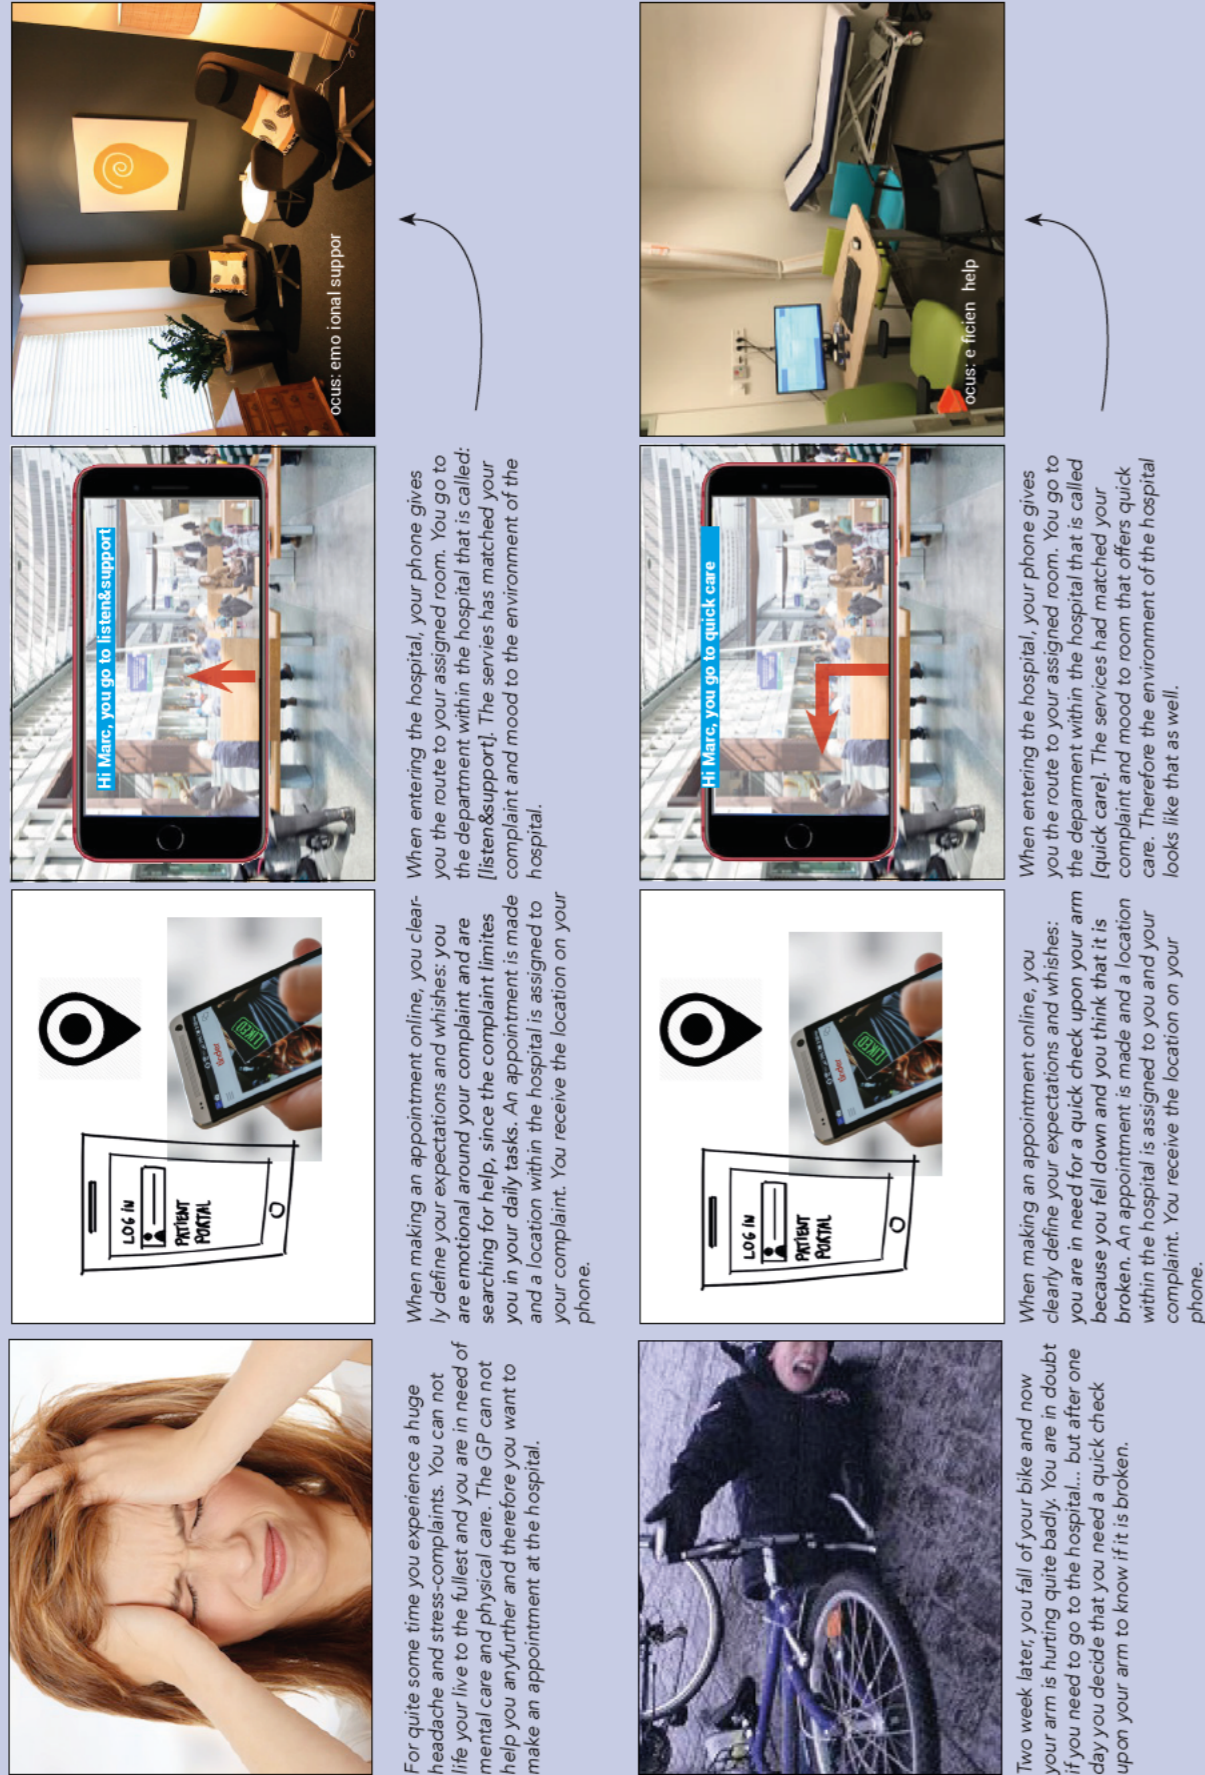 For quite some time you experience a huge
headache and stress-complaints. You can not
life your live to the fullest and you are in need of
mental care and physical care. The GP can not
help you anyfurther and therefore you want to
make an appointment at the hospital.
LOG IN
PATIENT
PORTAL
tinder
LIKED
When making an appointment online, you clear-
ly define your expectations and whishes: you
are emotional around your complaint and are
searching for help, since the complaint limites
you in your daily tasks. An appointment is made
and a location within the hospital is assigned to
your complaint. You receive the location on your
phone.
Hi Marc, you go to listen&support
When entering the hospital, your phone gives
you the route to your assigned room. You go to
the department within the hospital that is called:
[listen&support]. The servies has matched your
complaint and mood to the environment of the
hospital.
ocus: emo ional suppor
Two week later, you fall of your bike and now
your arm is hurting quite badly. You are in doubt
if you need to go to the hospital... but after one
day you decide that you need a quick check
upon your arm to know if it is broken.
LOG IN
PATIENT
PORTAL
tinder
LIKED
When making an appointment online, you
clearly define your expectations and whishes:
you are in need for a quick check upon your arm
because you fell down and you think that it is
broken. An appointment is made and a location
within the hospital is assigned to you and your
complaint. You receive the location on your
phone.
Hi Marc, you go to quick care
When entering the hospital, your phone gives
you the route to your assigned room. You go to
the deparment within the hospital that is called
[quick care]. The services had matched your
complaint and mood to room that offers quick
care. Therefore the environment of the hospital
looks like that as well.
ocus: e ficien help